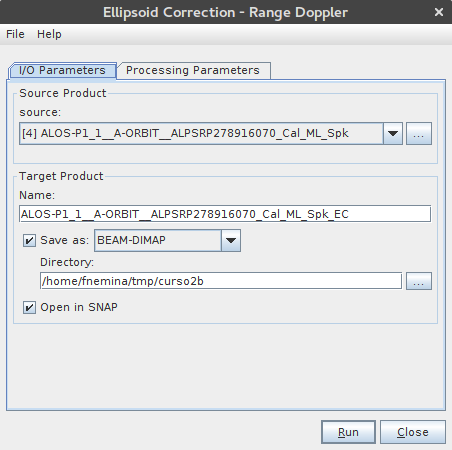 Ellipsoid Correction - Range Doppler
File Help
I/O Parameters Processing Parameters
Source Product
source:
[4] ALOS-P1_1__A-ORBIT__ALPSRP278916070_Cal_ML_Spk ...
Target Product
Name:
ALOS-P1_1__A-ORBIT__ALPSRP278916070_Cal_ML_Spk_EC
Save as: BEAM-DIMAP
Directory:
/home/fnemina/tmp/curso2b ...
Open in SNAP
Run Close